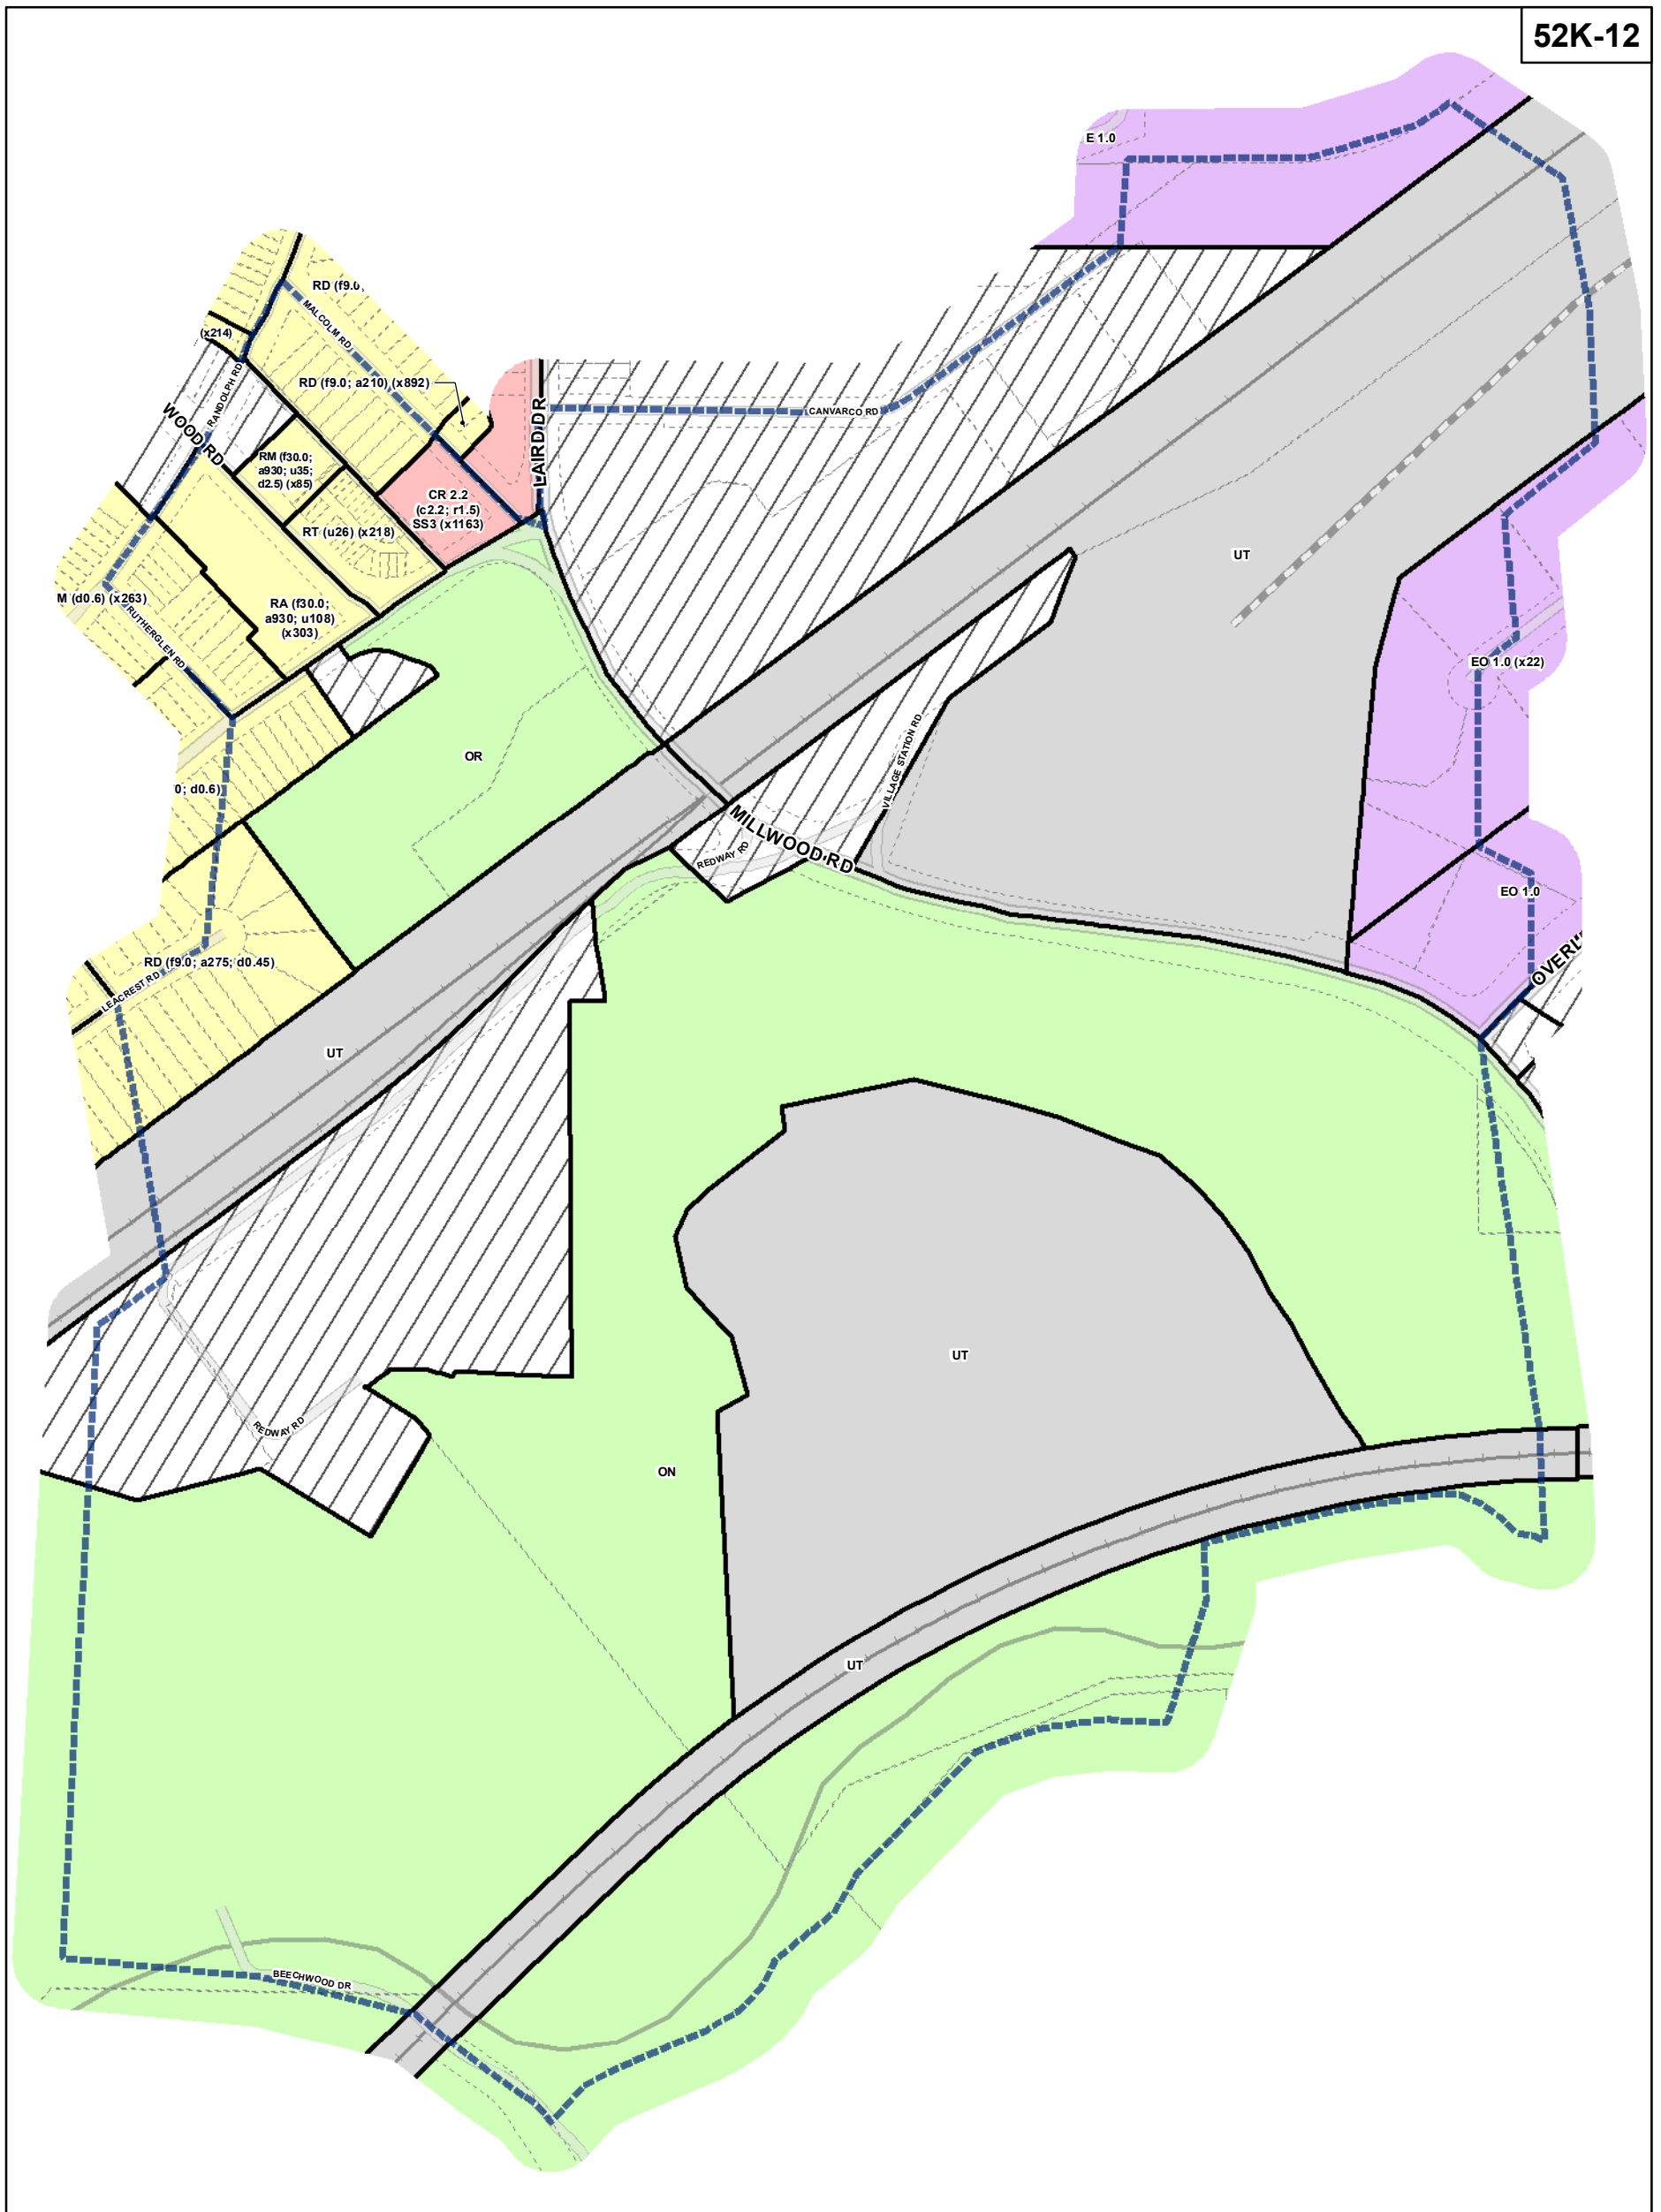 52K-12
E 1.0
RD (f9.0
MALCOLM RD
(x214)
RANDOLPH RD
RD (f9.0; a210) (x892)
LAIRD DR
CANVARCO RD
WOOD RD
RM (f30.0;
a930; u35;
d2.5) (x85)
CR 2.2
(c2.2; r1.5)
SS3 (x1163)
RT (u26) (x218)
UT
M (d0.6) (x263)
RUTHERGLEN RD
RA (f30.0;
a930; u108)
(x303)
EO 1.0 (x22)
OR
VILLAGE STATION RD
0; d0.6)
MILLWOOD RD
REDWAY RD
EO 1.0
OVERL
RD (f9.0; a275; d0.45)
LEACREST RD
UT
UT
REDWAY RD
ON
UT
BEECHWOOD DR